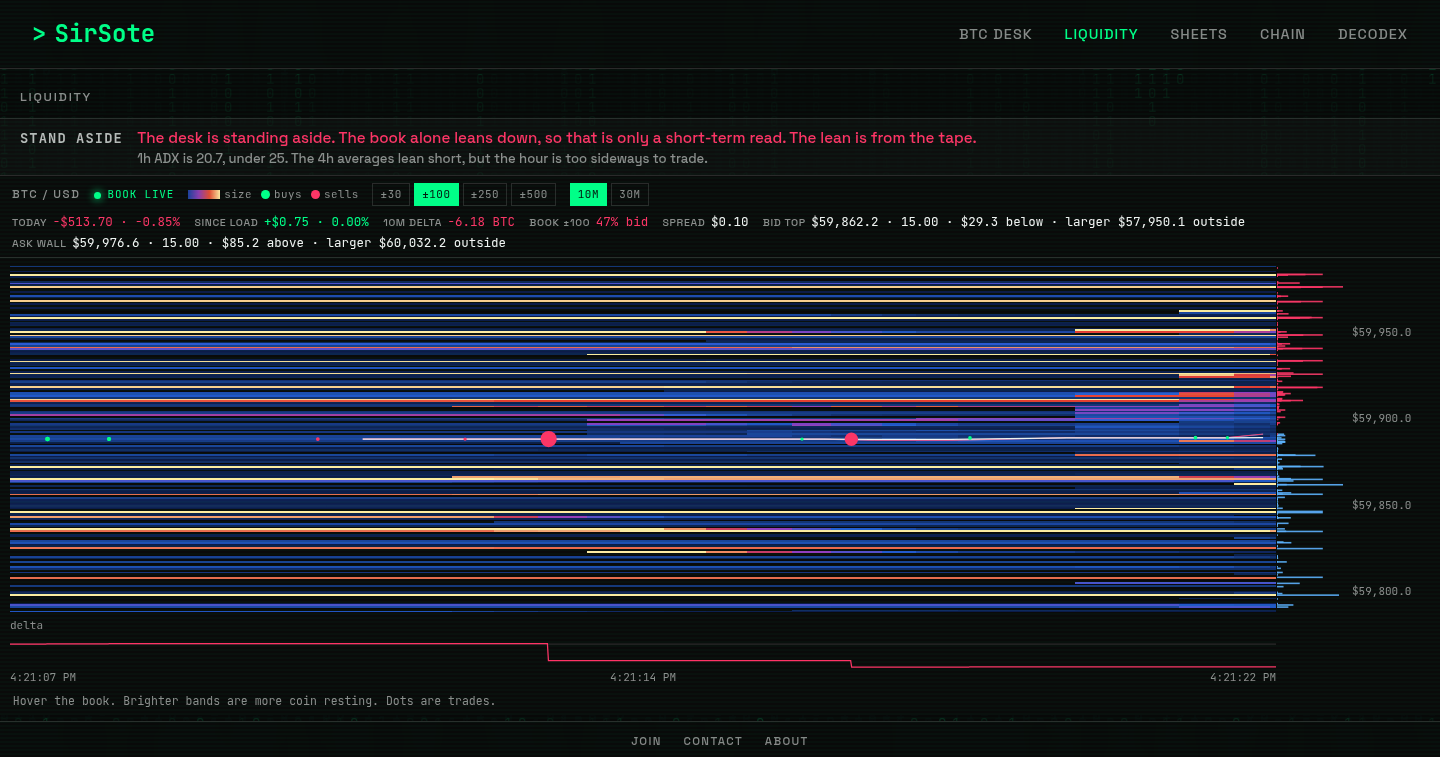 > SirSote
BTC DESK LIQUIDITY SHEETS CHAIN DECODEX
LIQUIDITY
STAND ASIDE The desk is standing aside. The book alone leans down, so that is only a short-term read. The lean is from the tape.
1h ADX is 20.7, under 25. The 4h averages lean short, but the hour is too sideways to trade.
BTC / USD BOOK LIVE size buys sells ±30 ±100 ±250 ±500 10M 30M
TODAY -$513.70 · -0.85% SINCE LOAD +$0.75 · 0.00% 10M DELTA -6.18 BTC BOOK ±100 47% bid SPREAD $0.10 BID TOP $59,862.2 · 15.00 · $29.3 below · larger $57,950.1 outside
ASK WALL $59,976.6 · 15.00 · $85.2 above · larger $60,032.2 outside
$59,950.0
$59,900.0
$59,850.0
$59,800.0
delta
4:21:07 PM 4:21:14 PM 4:21:22 PM
Hover the book. Brighter bands are more coin resting. Dots are trades.
JOIN CONTACT ABOUT